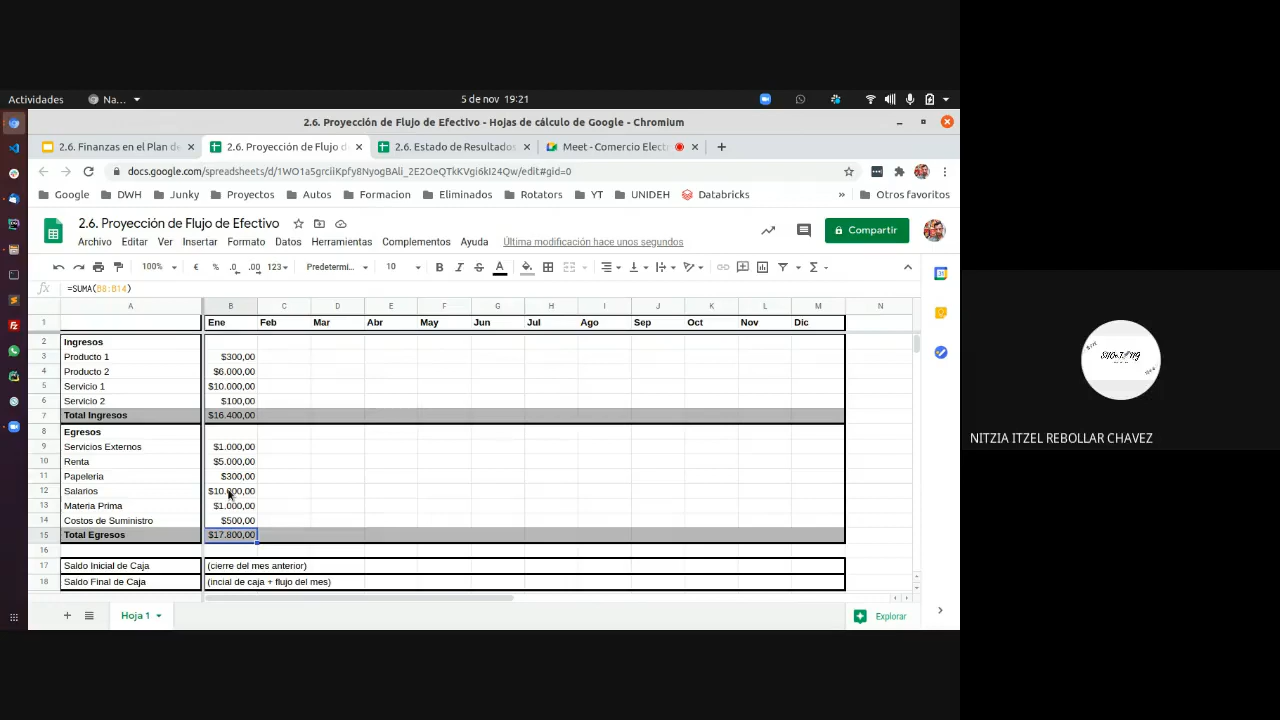 Actividades
Na...
5 de nov 19:21
2.6. Proyección de Flujo de Efectivo - Hojas de cálculo de Google - Chromium
2.6. Finanzas en el Plan de
2.6. Proyección de Flujo d
2.6. Estado de Resultados
Meet - Comercio Elect
docs.google.com/spreadsheets/d/1WO1aSgrciiKpfy8NyogBAli_2E2OeQTkKVgi6kI24Qw/edit#gid=0
Google
DWH
Junky
Proyectos
Autos
Formacion
Eliminados
Rotators
YT
UNIDEH
Databricks
»
Otros favoritos
2.6. Proyección de Flujo de Efectivo
Compartir
Archivo Editar Ver Insertar Formato Datos Herramientas Complementos Ayuda Última modificación hace unos segundos
100% € % .0 .00 123 Predetermi... 10 B I S A Σ
fx =SUMA(B8:B14)
A B C D E F G H I J K L M N
1 Ene Feb Mar Abr May Jun Jul Ago Sep Oct Nov Dic
2 Ingresos
3 Producto 1 $300,00
4 Producto 2 $6.000,00
5 Servicio 1 $10.000,00
6 Servicio 2 $100,00
7 Total Ingresos $16.400,00
8 Egresos
9 Servicios Externos $1.000,00
10 Renta $5.000,00
11 Papeleria $300,00
12 Salarios $10.000,00
13 Materia Prima $1.000,00
14 Costos de Suministro $500,00
15 Total Egresos $17.800,00
16
17 Saldo Inicial de Caja (cierre del mes anterior)
18 Saldo Final de Caja (incial de caja + flujo del mes)
Hoja 1
Explorar
NITZIA ITZEL REBOLLAR CHAVEZ